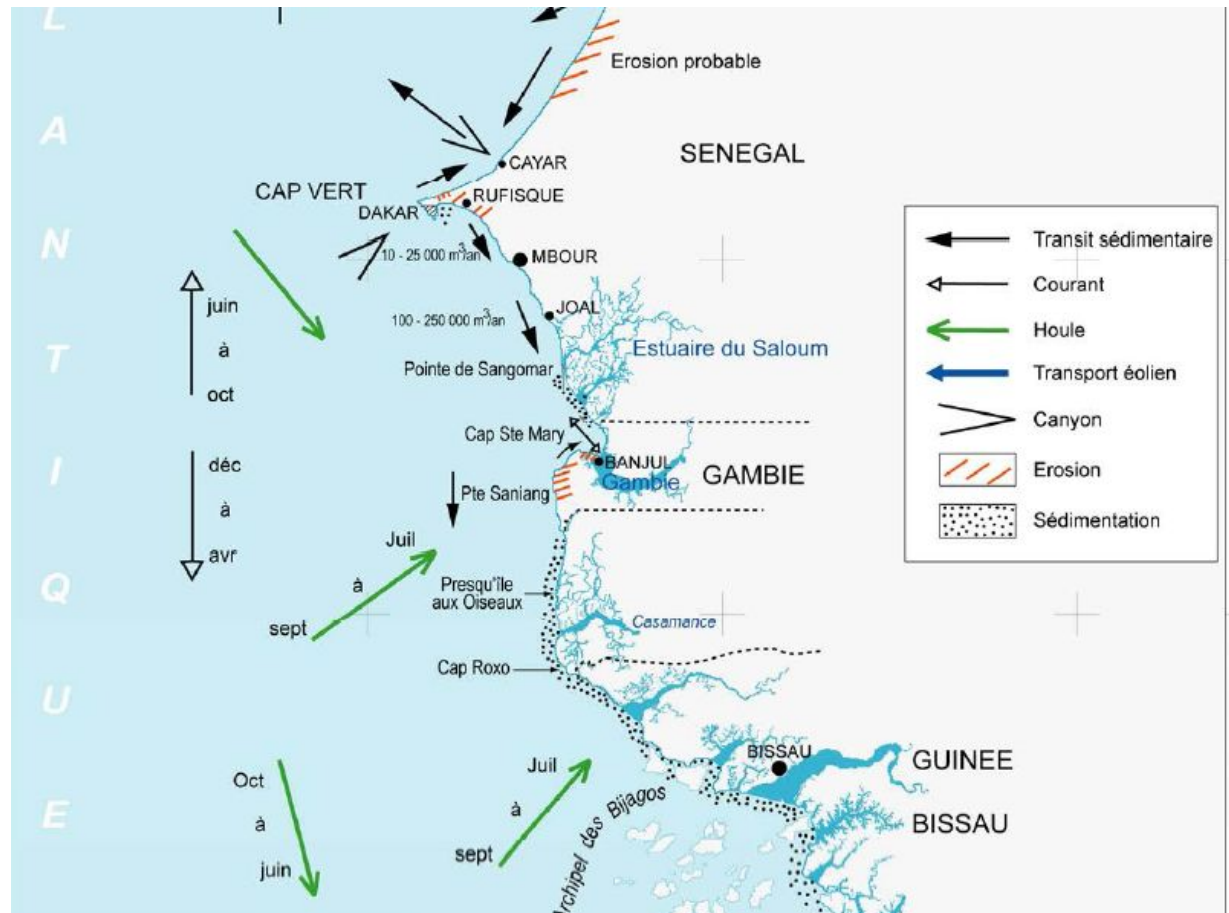 L
A
N
T
I
Q
U
E
Erosion probable
SENEGAL
CAYAR
CAP VERT
RUFISQUE
DAKAR
10 - 25 000 m³/an
MBOUR
100 - 250 000 m³/an
JOAL
Estuaire du Saloum
Pointe de Sangomar
Cap Ste Mary
BANJUL
Gambie
GAMBIE
Pte Saniang
juin
à
oct
déc
à
avr
Juil
à
sept
Presqu'île
aux Oiseaux
Casamance
Cap Roxo
BISSAU
GUINEE
BISSAU
Oct
à
juin
Juil
à
sept
Archipel des Bijagos
Transit sédimentaire
Courant
Houle
Transport éolien
Canyon
Erosion
Sédimentation